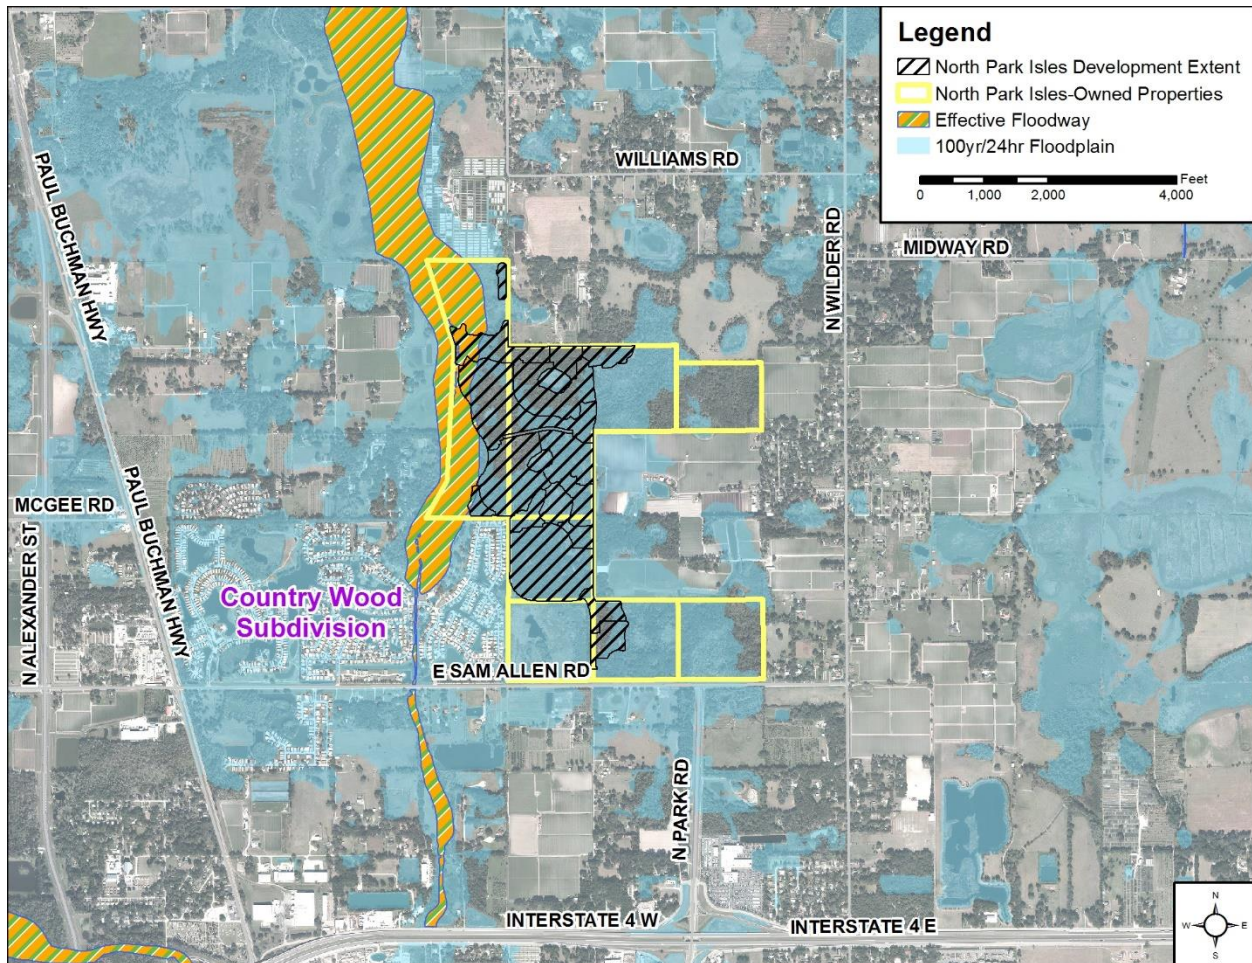 Legend
North Park Isles Development Extent
North Park Isles-Owned Properties
Effective Floodway
100yr/24hr Floodplain
Feet
0 1,000 2,000 4,000
WILLIAMS RD
MIDWAY RD
PAUL BUCHMAN HWY
N WILDER RD
MCGEE RD
N ALEXANDER ST
PAUL BUCHMAN HWY
Country Wood
Subdivision
E SAM ALLEN RD
N PARK RD
INTERSTATE 4 W
INTERSTATE 4 E
N
W E
S